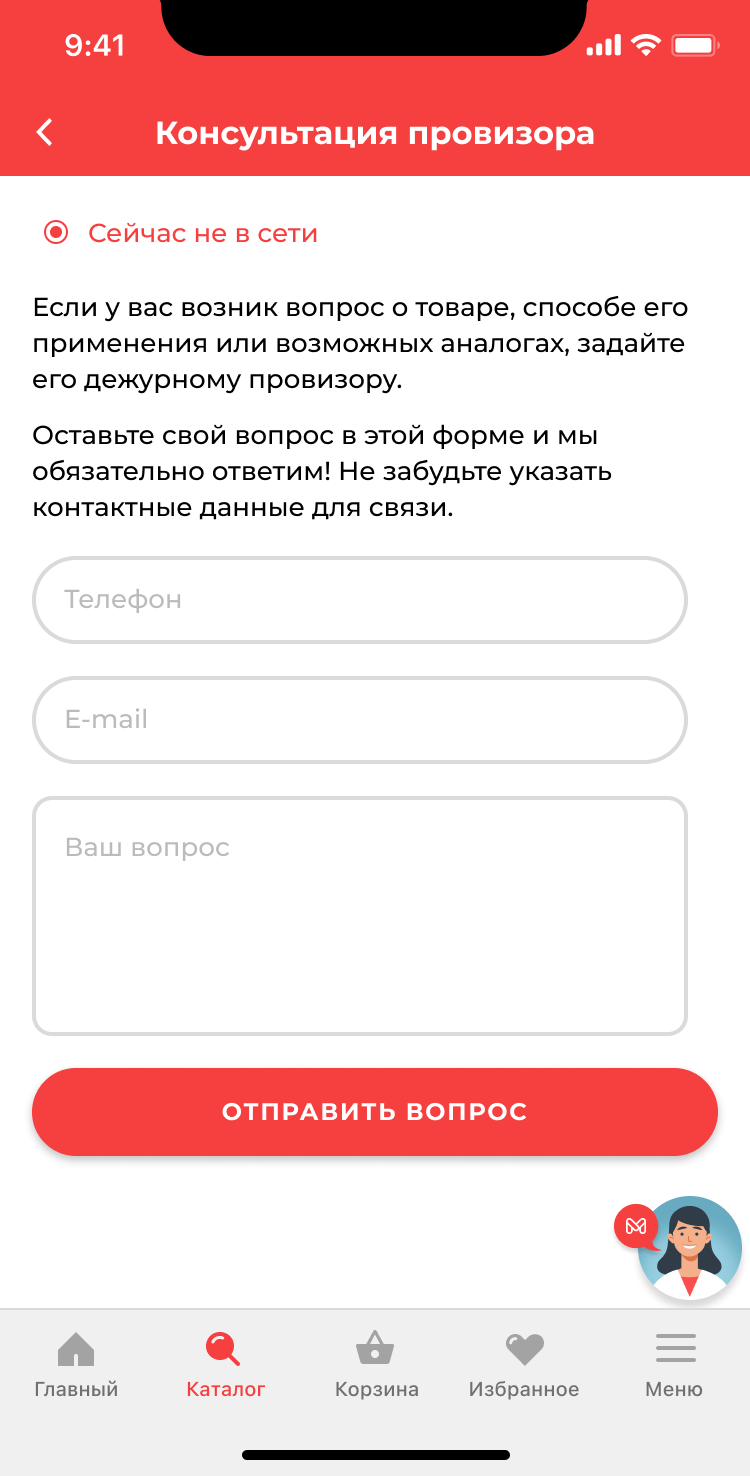 9:41
Консультация провизора
Сейчас не в сети
Если у вас возник вопрос о товаре, способе его
применения или возможных аналогах, задайте
его дежурному провизору.
Оставьте свой вопрос в этой форме и мы
обязательно ответим! Не забудьте указать
контактные данные для связи.
Телефон
E-mail
Ваш вопрос
ОТПРАВИТЬ ВОПРОС
Главный
Каталог
Корзина
Избранное
Меню